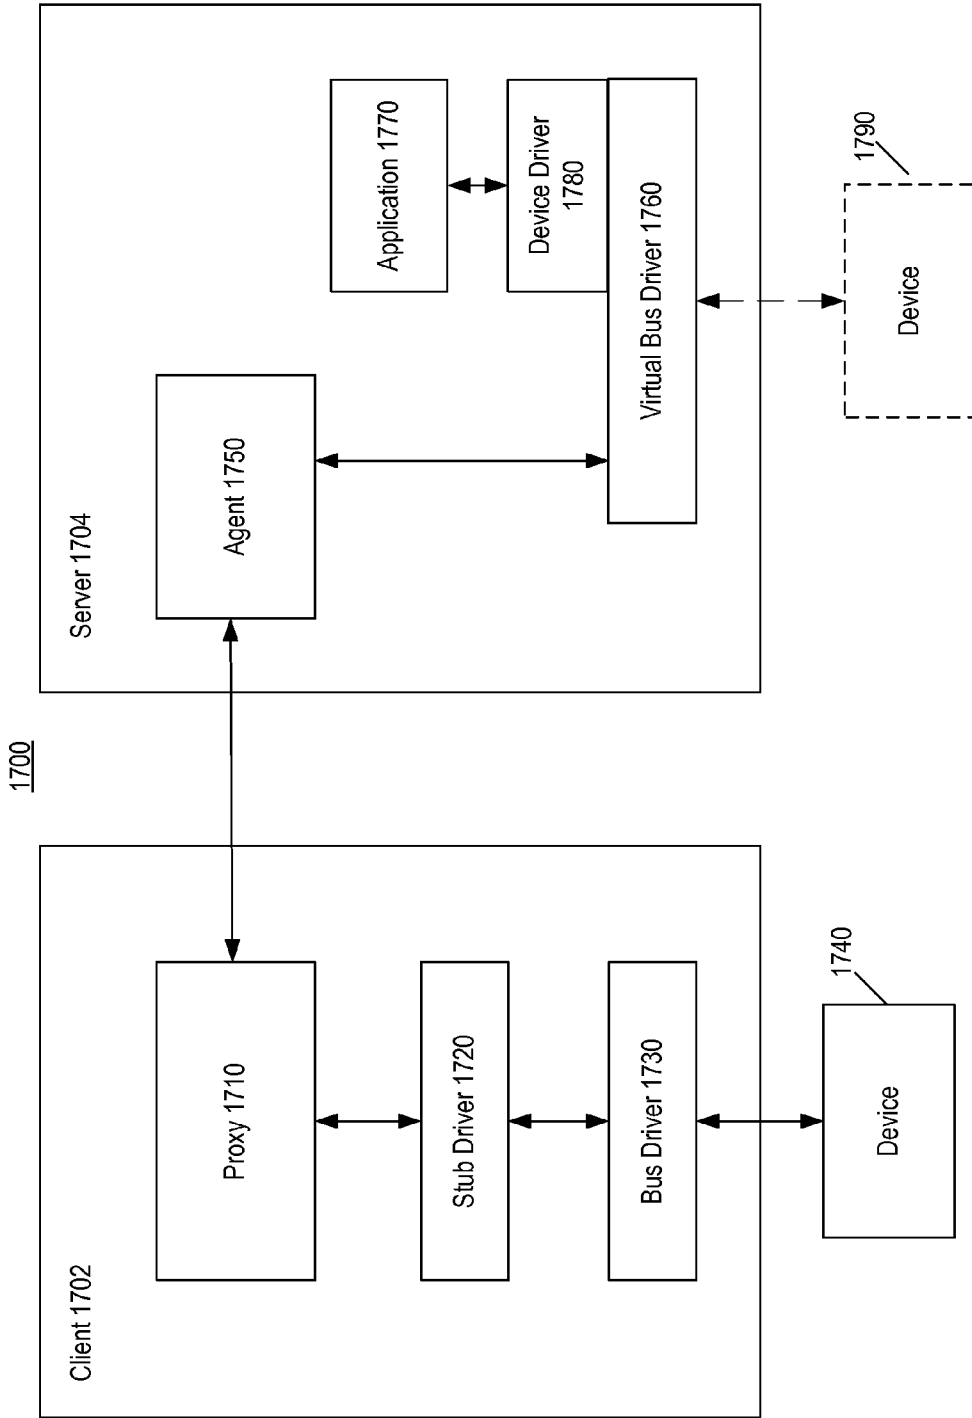 1700
Client 1702
Proxy 1710
Stub Driver 1720
Bus Driver 1730
1740
Device
Server 1704
Agent 1750
Application 1770
Device Driver
1780
Virtual Bus Driver 1760
1790
Device